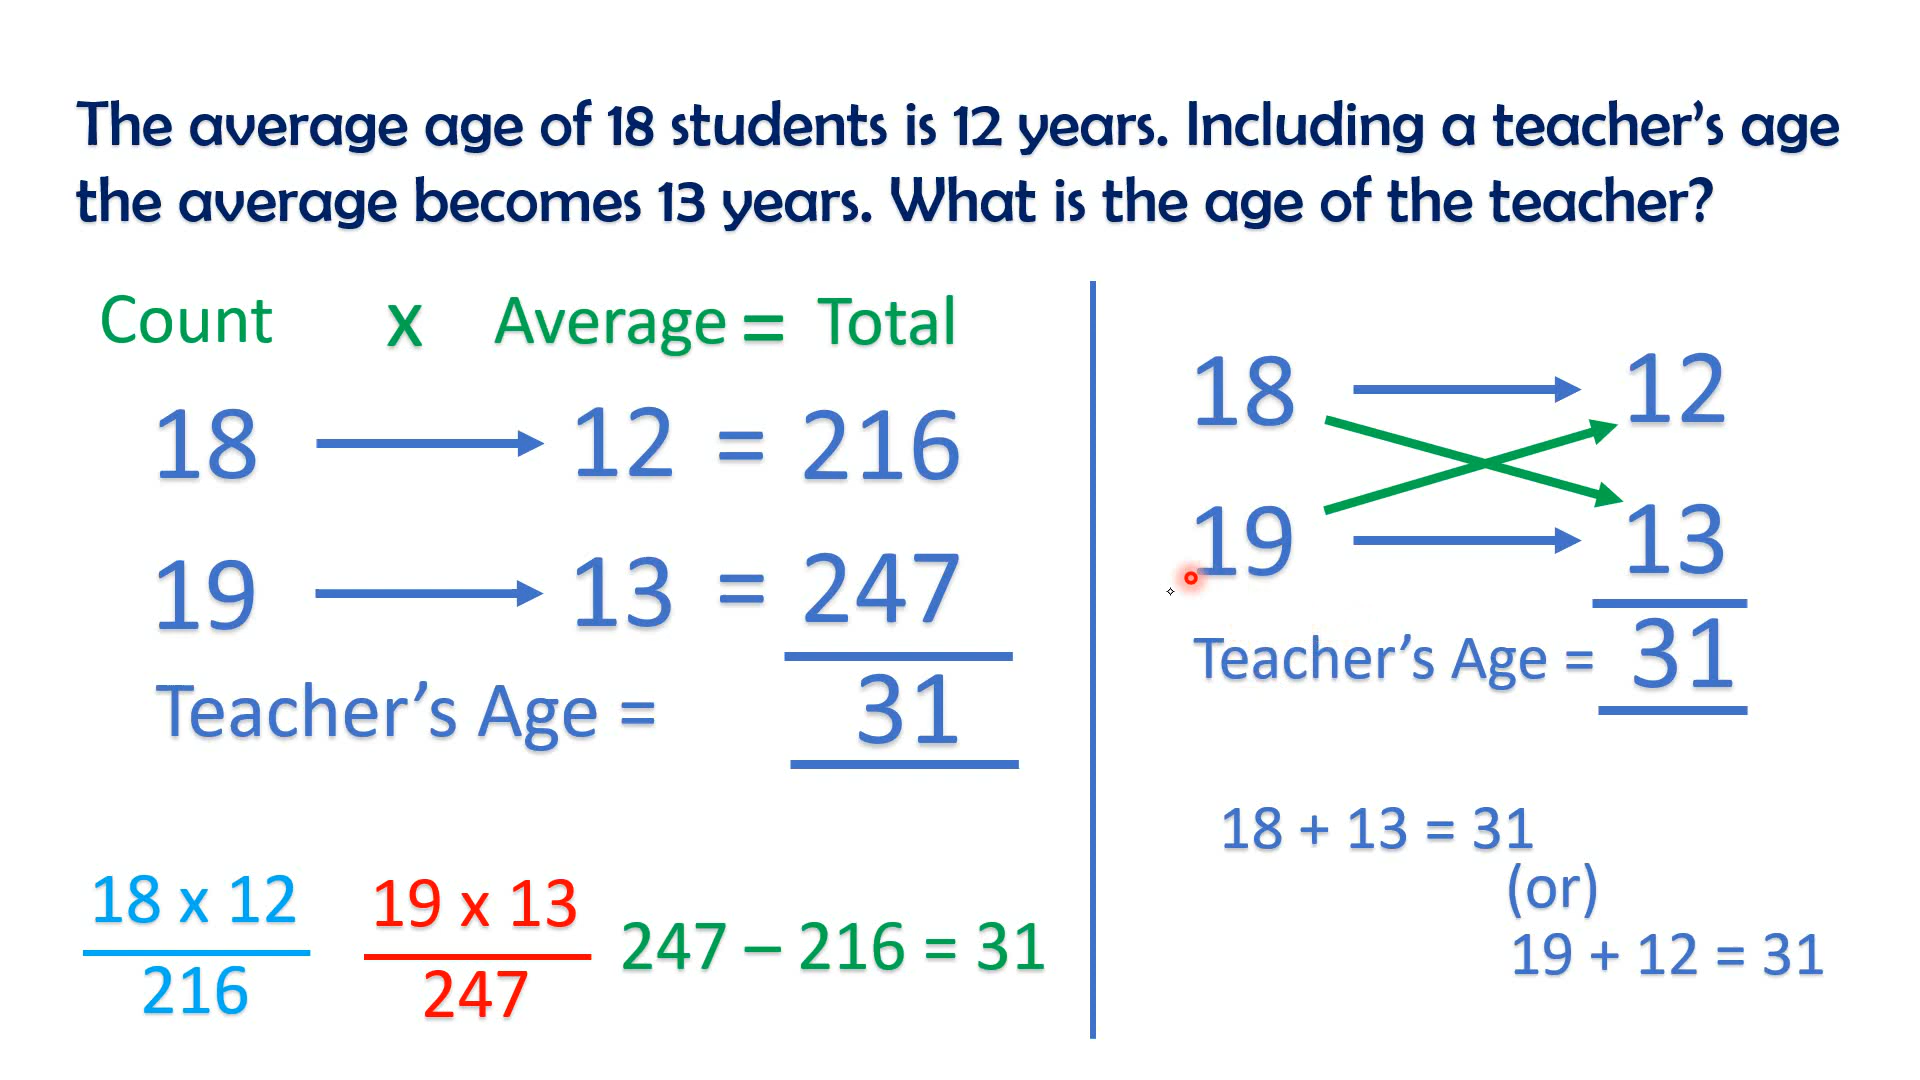 The average age of 18 students is 12 years. Including a teacher's age
the average becomes 13 years. What is the age of the teacher?
Count x Average = Total
18 12 = 216
19 13 = 247
Teacher's Age = 31
18 x 12
216
19 x 13
247
247 – 216 = 31
18 12
19 13
Teacher's Age = 31
18 + 13 = 31
(or)
19 + 12 = 31